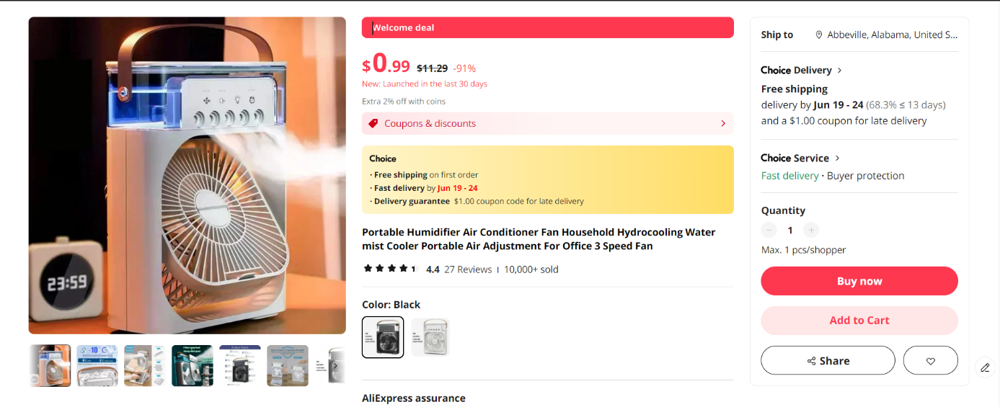 Welcome deal
$0.99 $11.29 -91%
New: Launched in the last 30 days
Extra 2% off with coins
Coupons & discounts
Choice
· Free shipping on first order
· Fast delivery by Jun 19 - 24
· Delivery guarantee $1.00 coupon code for late delivery
Portable Humidifier Air Conditioner Fan Household Hydrocooling Water
mist Cooler Portable Air Adjustment For Office 3 Speed Fan
4.4 27 Reviews 10,000+ sold
Color: Black
AliExpress assurance
23:59
Ship to Abbeville, Alabama, United S...
Choice Delivery
Free shipping
delivery by Jun 19 - 24 (68.3% ≤ 13 days)
and a $1.00 coupon for late delivery
Choice Service
Fast delivery · Buyer protection
Quantity
1
Max. 1 pcs/shopper
Buy now
Add to Cart
Share